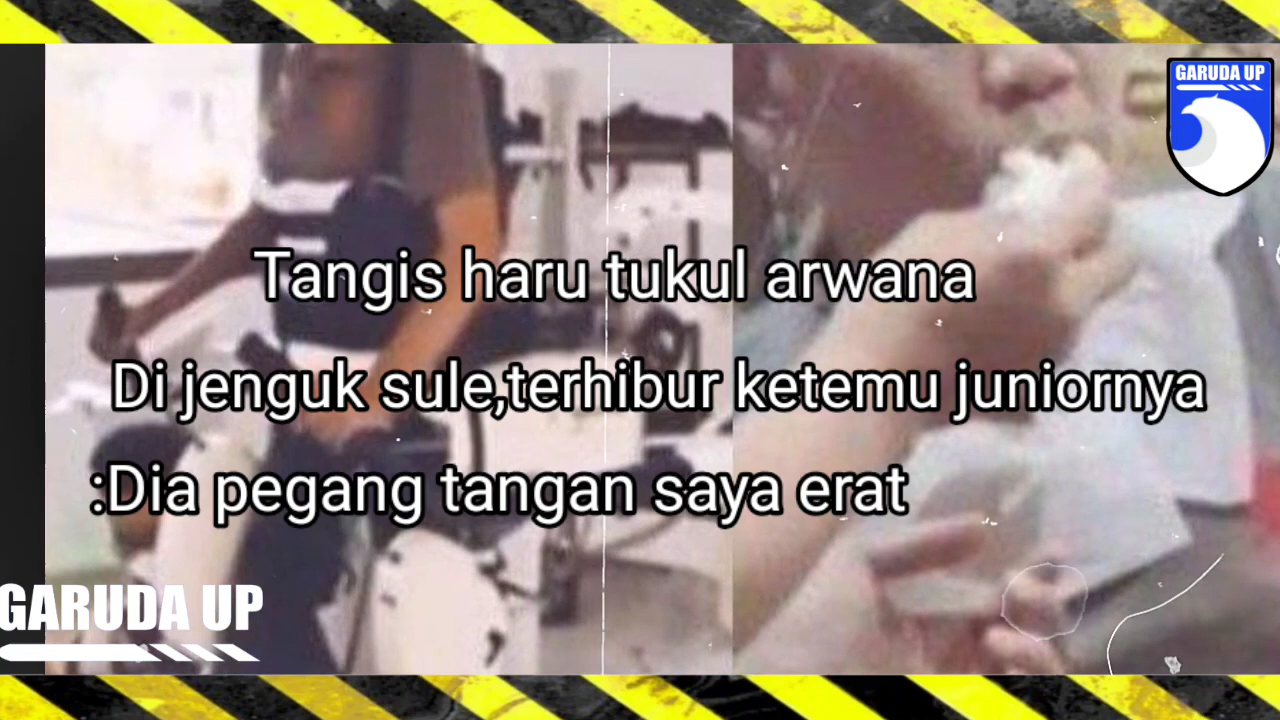 GARUDA UP
Tangis haru tukul arwana
Di jenguk sule,terhibur ketemu juniornya
:Dia pegang tangan saya erat
GARUDA UP